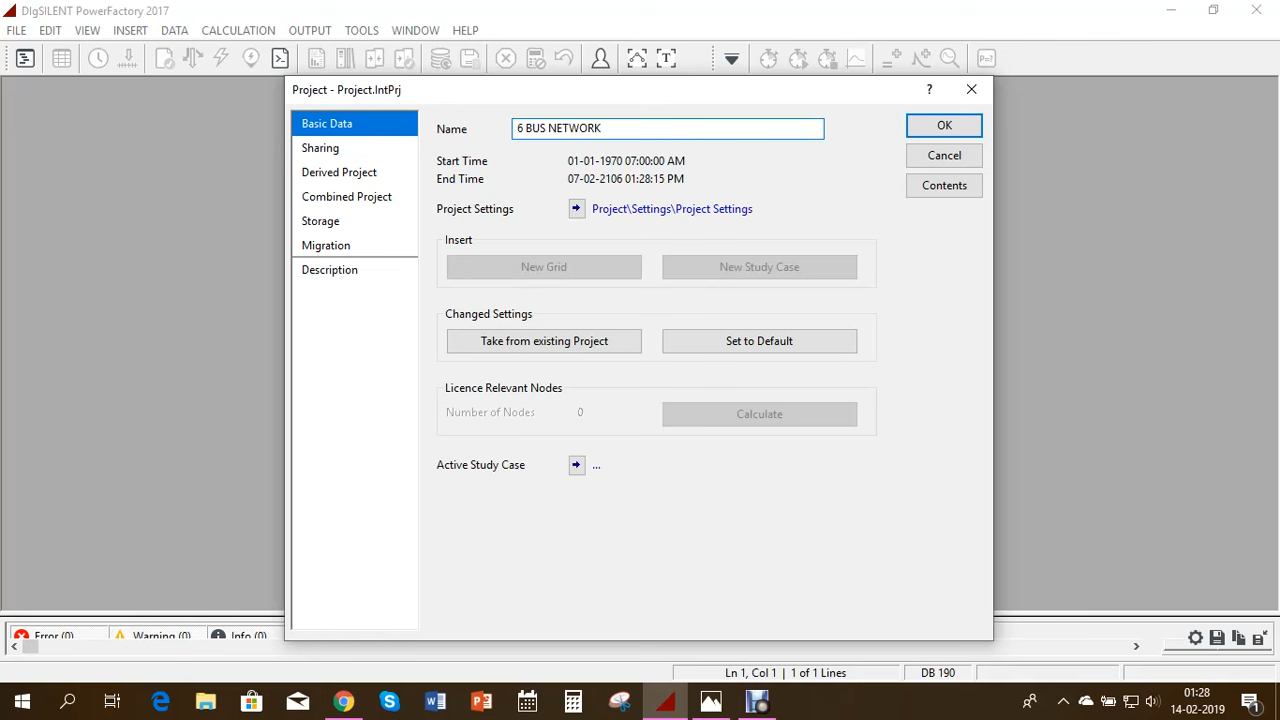 DIgSILENT PowerFactory 2017
FILE EDIT VIEW INSERT DATA CALCULATION OUTPUT TOOLS WINDOW HELP
Project - Project.IntPrj
Basic Data
Sharing
Derived Project
Combined Project
Storage
Migration
Description
Name 6 BUS NETWORK
Start Time 01-01-1970 07:00:00 AM
End Time 07-02-2106 01:28:15 PM
Project Settings Project\Settings\Project Settings
Insert
New Grid New Study Case
Changed Settings
Take from existing Project Set to Default
Licence Relevant Nodes
Number of Nodes 0 Calculate
Active Study Case ...
OK
Cancel
Contents
Error (0) Warning (0) Info (0)
Ln 1, Col 1 | 1 of 1 Lines DB 190
01:28
14-02-2019